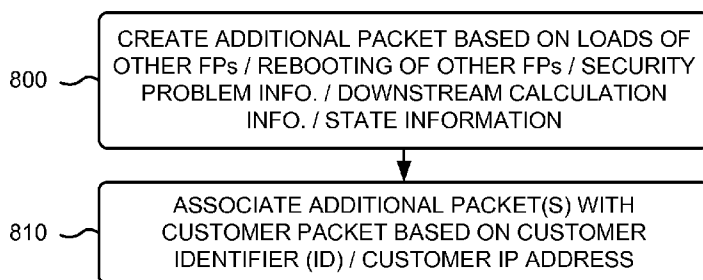 800
CREATE ADDITIONAL PACKET BASED ON LOADS OF
OTHER FPs / REBOOTING OF OTHER FPs / SECURITY
PROBLEM INFO. / DOWNSTREAM CALCULATION
INFO. / STATE INFORMATION
810
ASSOCIATE ADDITIONAL PACKET(S) WITH
CUSTOMER PACKET BASED ON CUSTOMER
IDENTIFIER (ID) / CUSTOMER IP ADDRESS